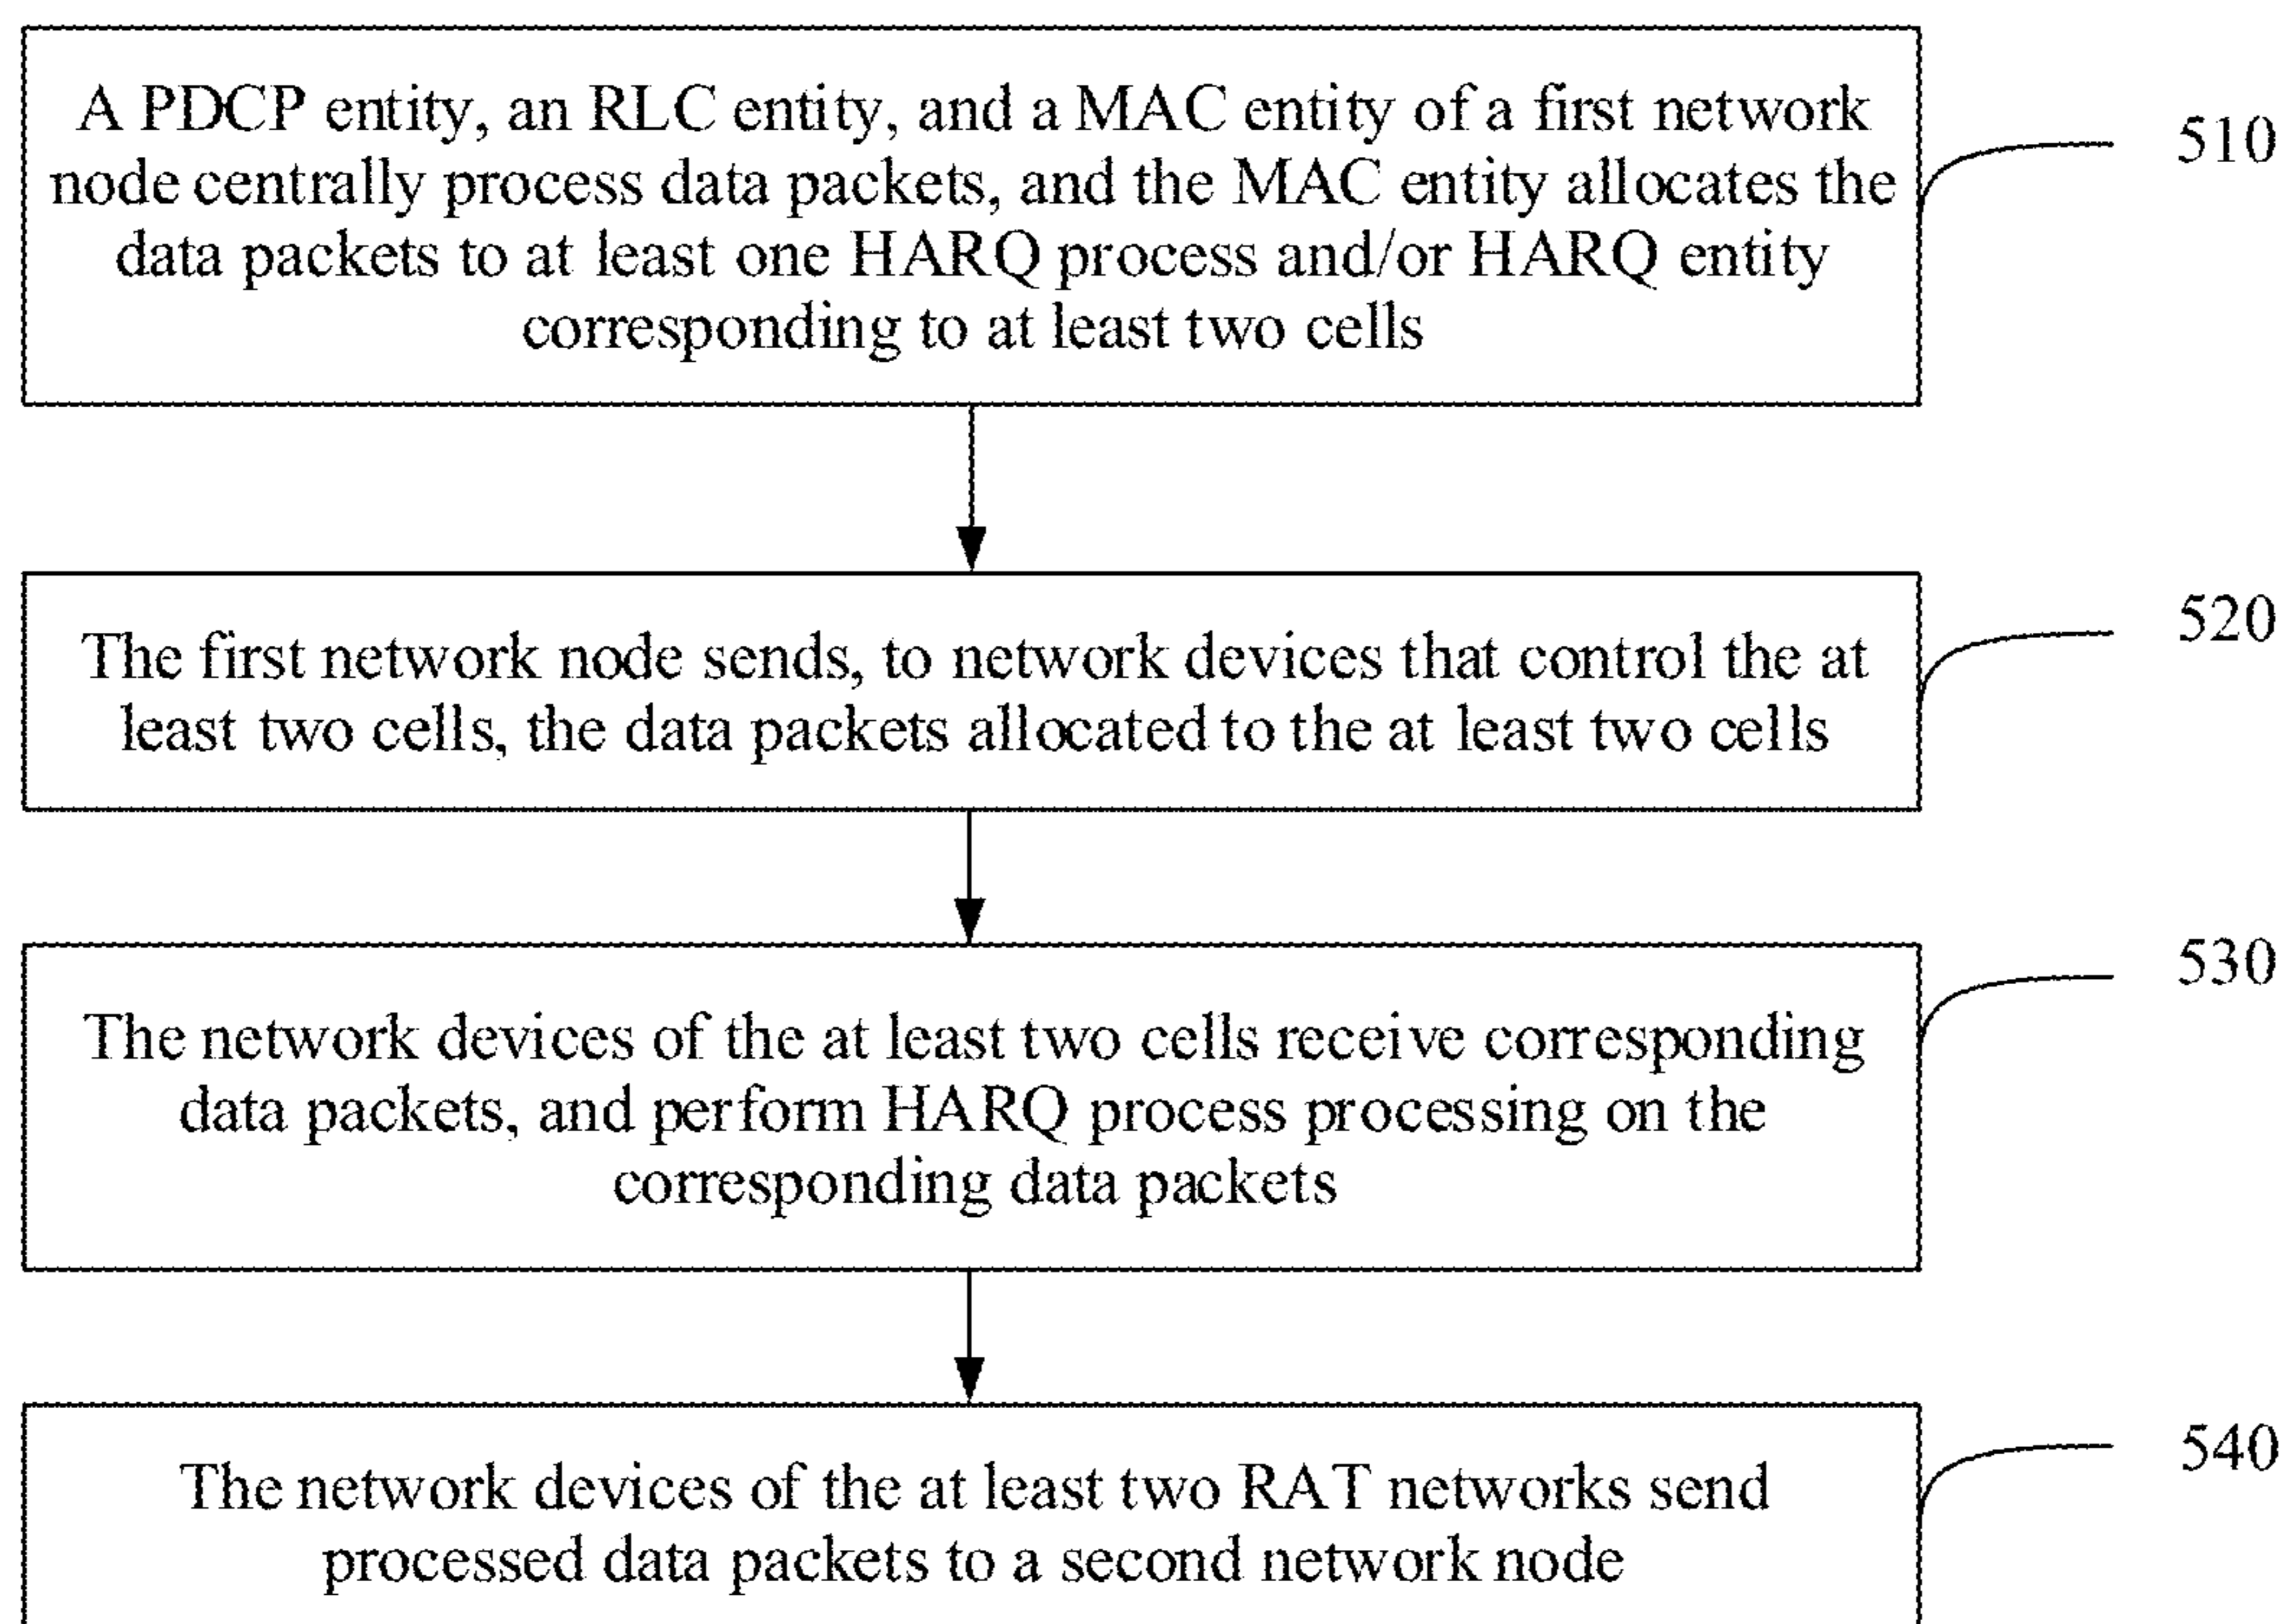 A PDCP entity, an RLC entity, and a MAC entity of a first network
node centrally process data packets, and the MAC entity allocates the
data packets to at least one HARQ process and/or HARQ entity
corresponding to at least two cells
510
The first network node sends, to network devices that control the at
least two cells, the data packets allocated to the at least two cells
520
The network devices of the at least two cells receive corresponding
data packets, and perform HARQ process processing on the
corresponding data packets
530
The network devices of the at least two RAT networks send
processed data packets to a second network node
540